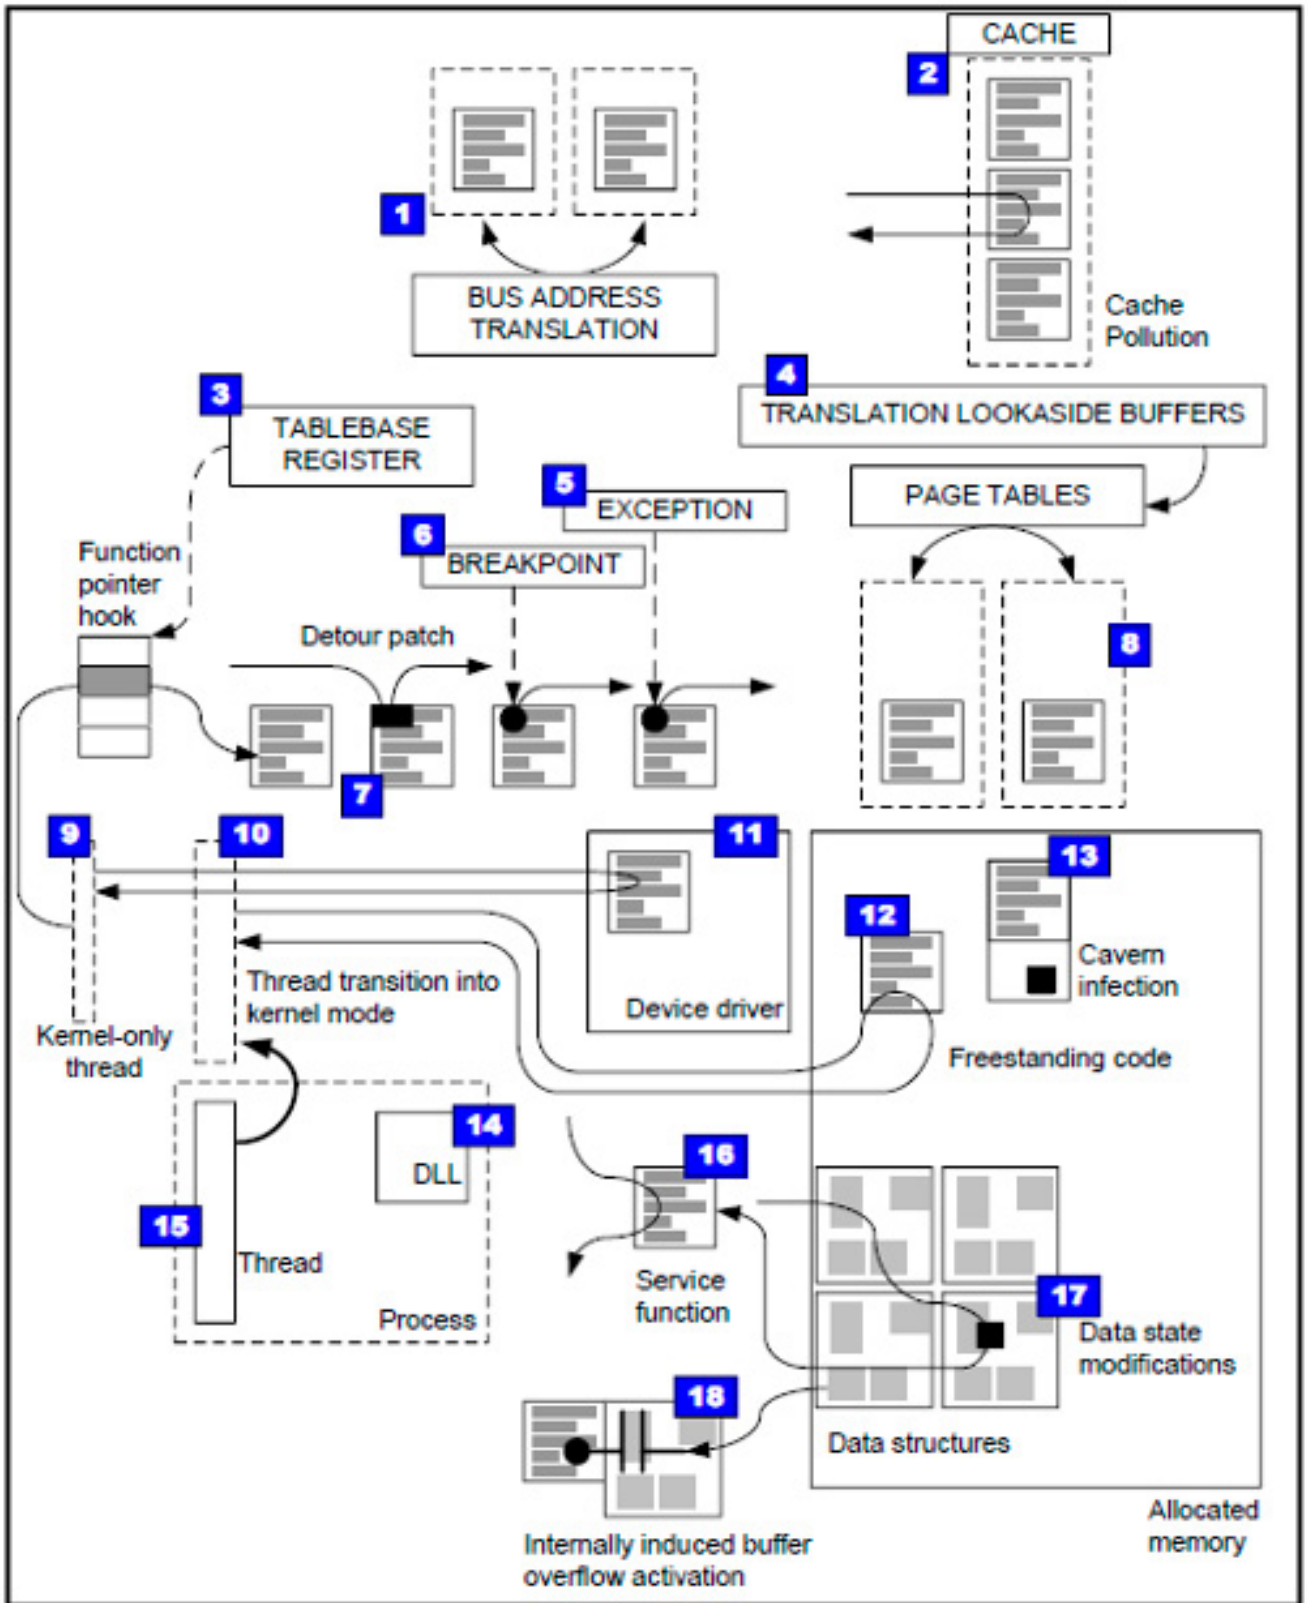 CACHE
2
1
BUS ADDRESS
TRANSLATION
Cache
Pollution
3
TABLEBASE
REGISTER
4
TRANSLATION LOOKASIDE BUFFERS
5
EXCEPTION
PAGE TABLES
6
BREAKPOINT
Function
pointer
hook
Detour patch
8
7
9
10
11
13
12
Cavern
infection
Thread transition into
kernel mode
Device driver
Kernel-only
thread
Freestanding code
14
DLL
16
15
Thread
Service
function
Process
17
Data state
modifications
18
Data structures
Allocated
memory
Internally induced buffer
overflow activation